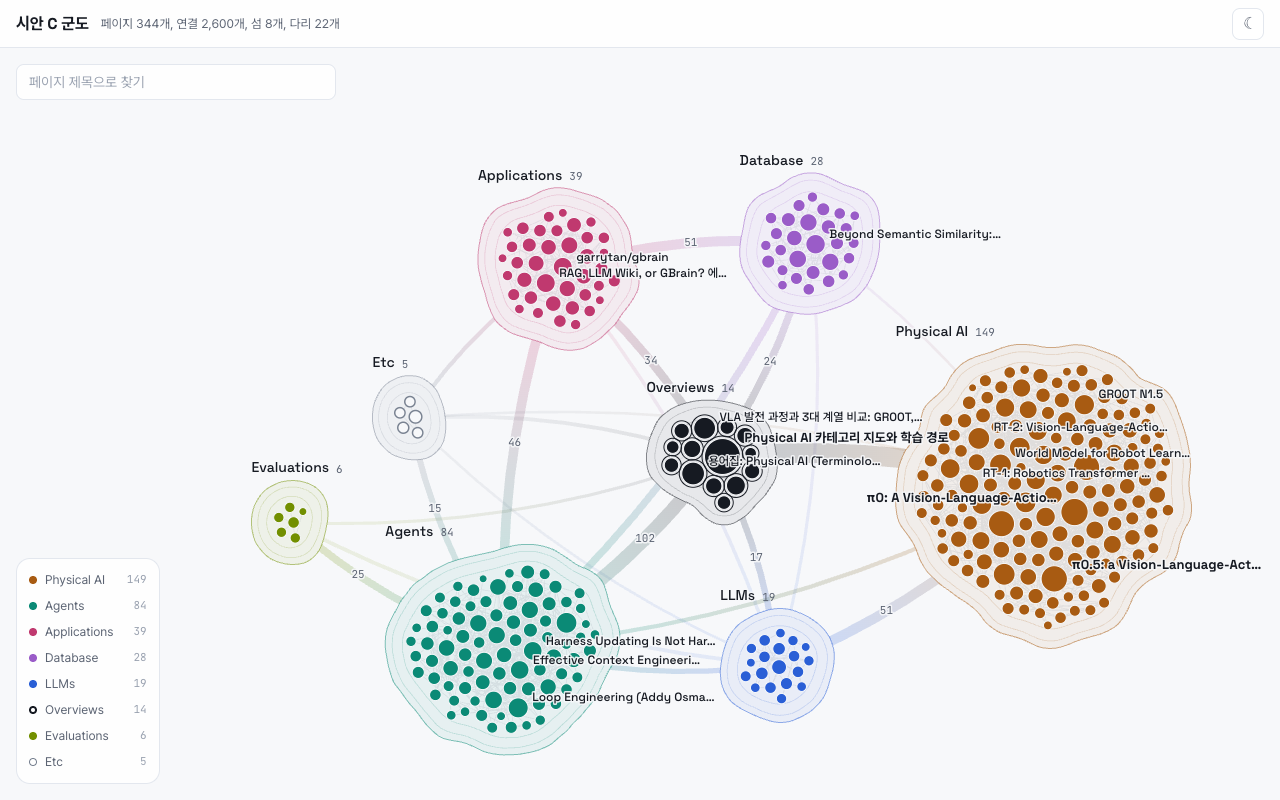 시안 C 군도 페이지 344개, 연결 2,600개, 섬 8개, 다리 22개
☾
페이지 제목으로 찾기
Database 28
Applications 39
Beyond Semantic Similarity:...
51
garrytan/gbrain
RAG, LLM Wiki, or GBrain? 에...
Physical AI 149
34
24
Etc 5
Overviews 14
GROOT N1.5
VLA 발전 과정과 3대 계열 비교: GROOT,...
RT-2: Vision-Language-Actio...
Physical AI 카테고리 지도와 학습 경로
46
World Model for Robot Learn...
용어집: Physical AI (Terminolo...
Evaluations 6
RT-1: Robotics Transformer ...
π0: A Vision-Language-Actio...
15
Agents 84
102
17
π0.5: a Vision-Language-Act...
25
LLMs 19
51
Harness Updating Is Not Har...
Effective Context Engineeri...
Loop Engineering (Addy Osma...
Physical AI 149
Agents 84
Applications 39
Database 28
LLMs 19
Overviews 14
Evaluations 6
Etc 5